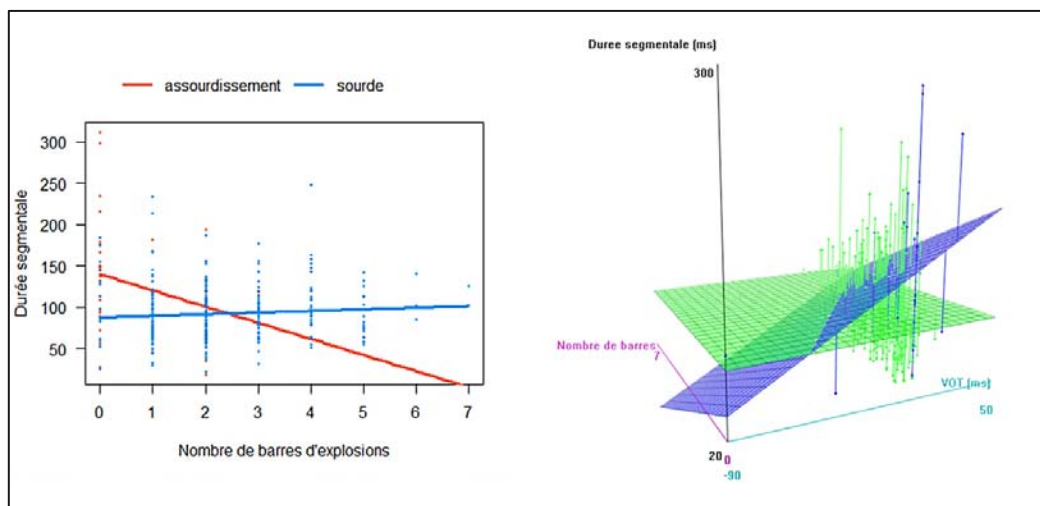 assourdissement sourde
300
250
200
150
100
50
Durée segmentale
0 1 2 3 4 5 6 7
Nombre de barres d'explosions
Duree segmentale (ms)
300
Nombre de barres
7
VOT (ms)
50
20 0
-90